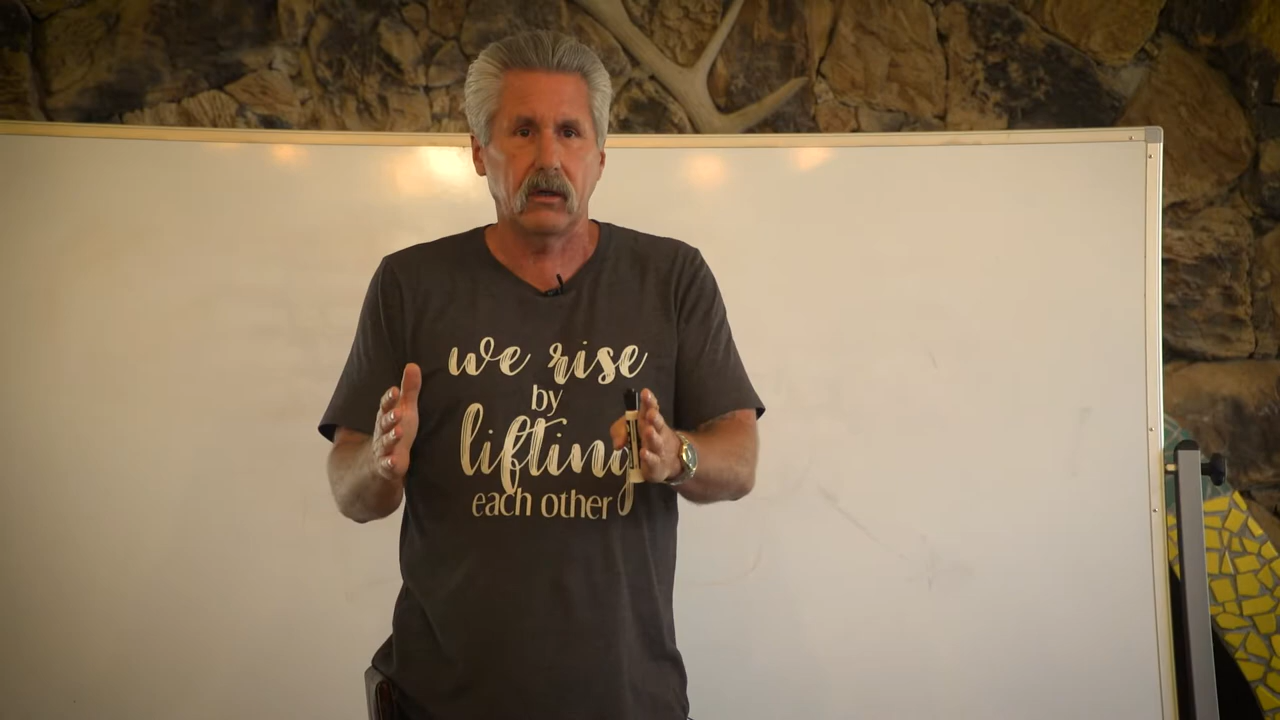 we rise
by
lifting
each other